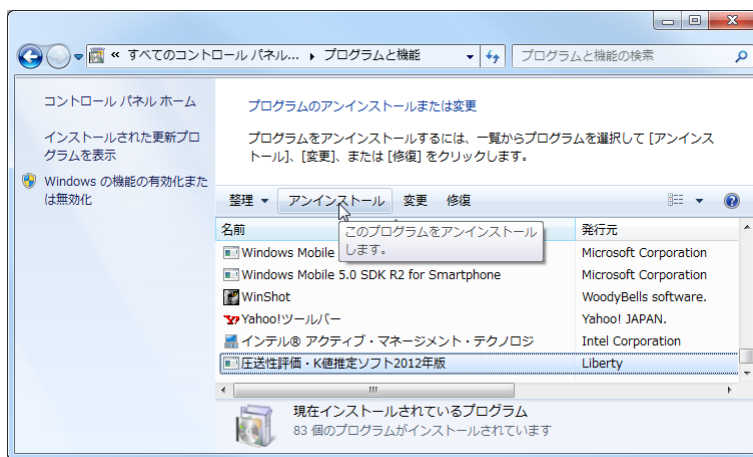 « すべてのコントロール パネル... ▸ プログラムと機能
プログラムと機能の検索
コントロール パネル ホーム
インストールされた更新プロ
グラムを表示
Windows の機能の有効化また
は無効化
プログラムのアンインストールまたは変更
プログラムをアンインストールするには、一覧からプログラムを選択して [アンインス
トール]、[変更]、または [修復] をクリックします。
整理 ▼ アンインストール 変更 修復
名前 発行元
このプログラムをアンインストール
します。
Windows Mobile Microsoft Corporation
Windows Mobile 5.0 SDK R2 for Smartphone Microsoft Corporation
WinShot WoodyBells software.
Yahoo!ツールバー Yahoo! JAPAN.
インテル® アクティブ・マネージメント・テクノロジ Intel Corporation
圧送性評価・K値推定ソフト2012年版 Liberty
現在インストールされているプログラム
83 個のプログラムがインストールされています